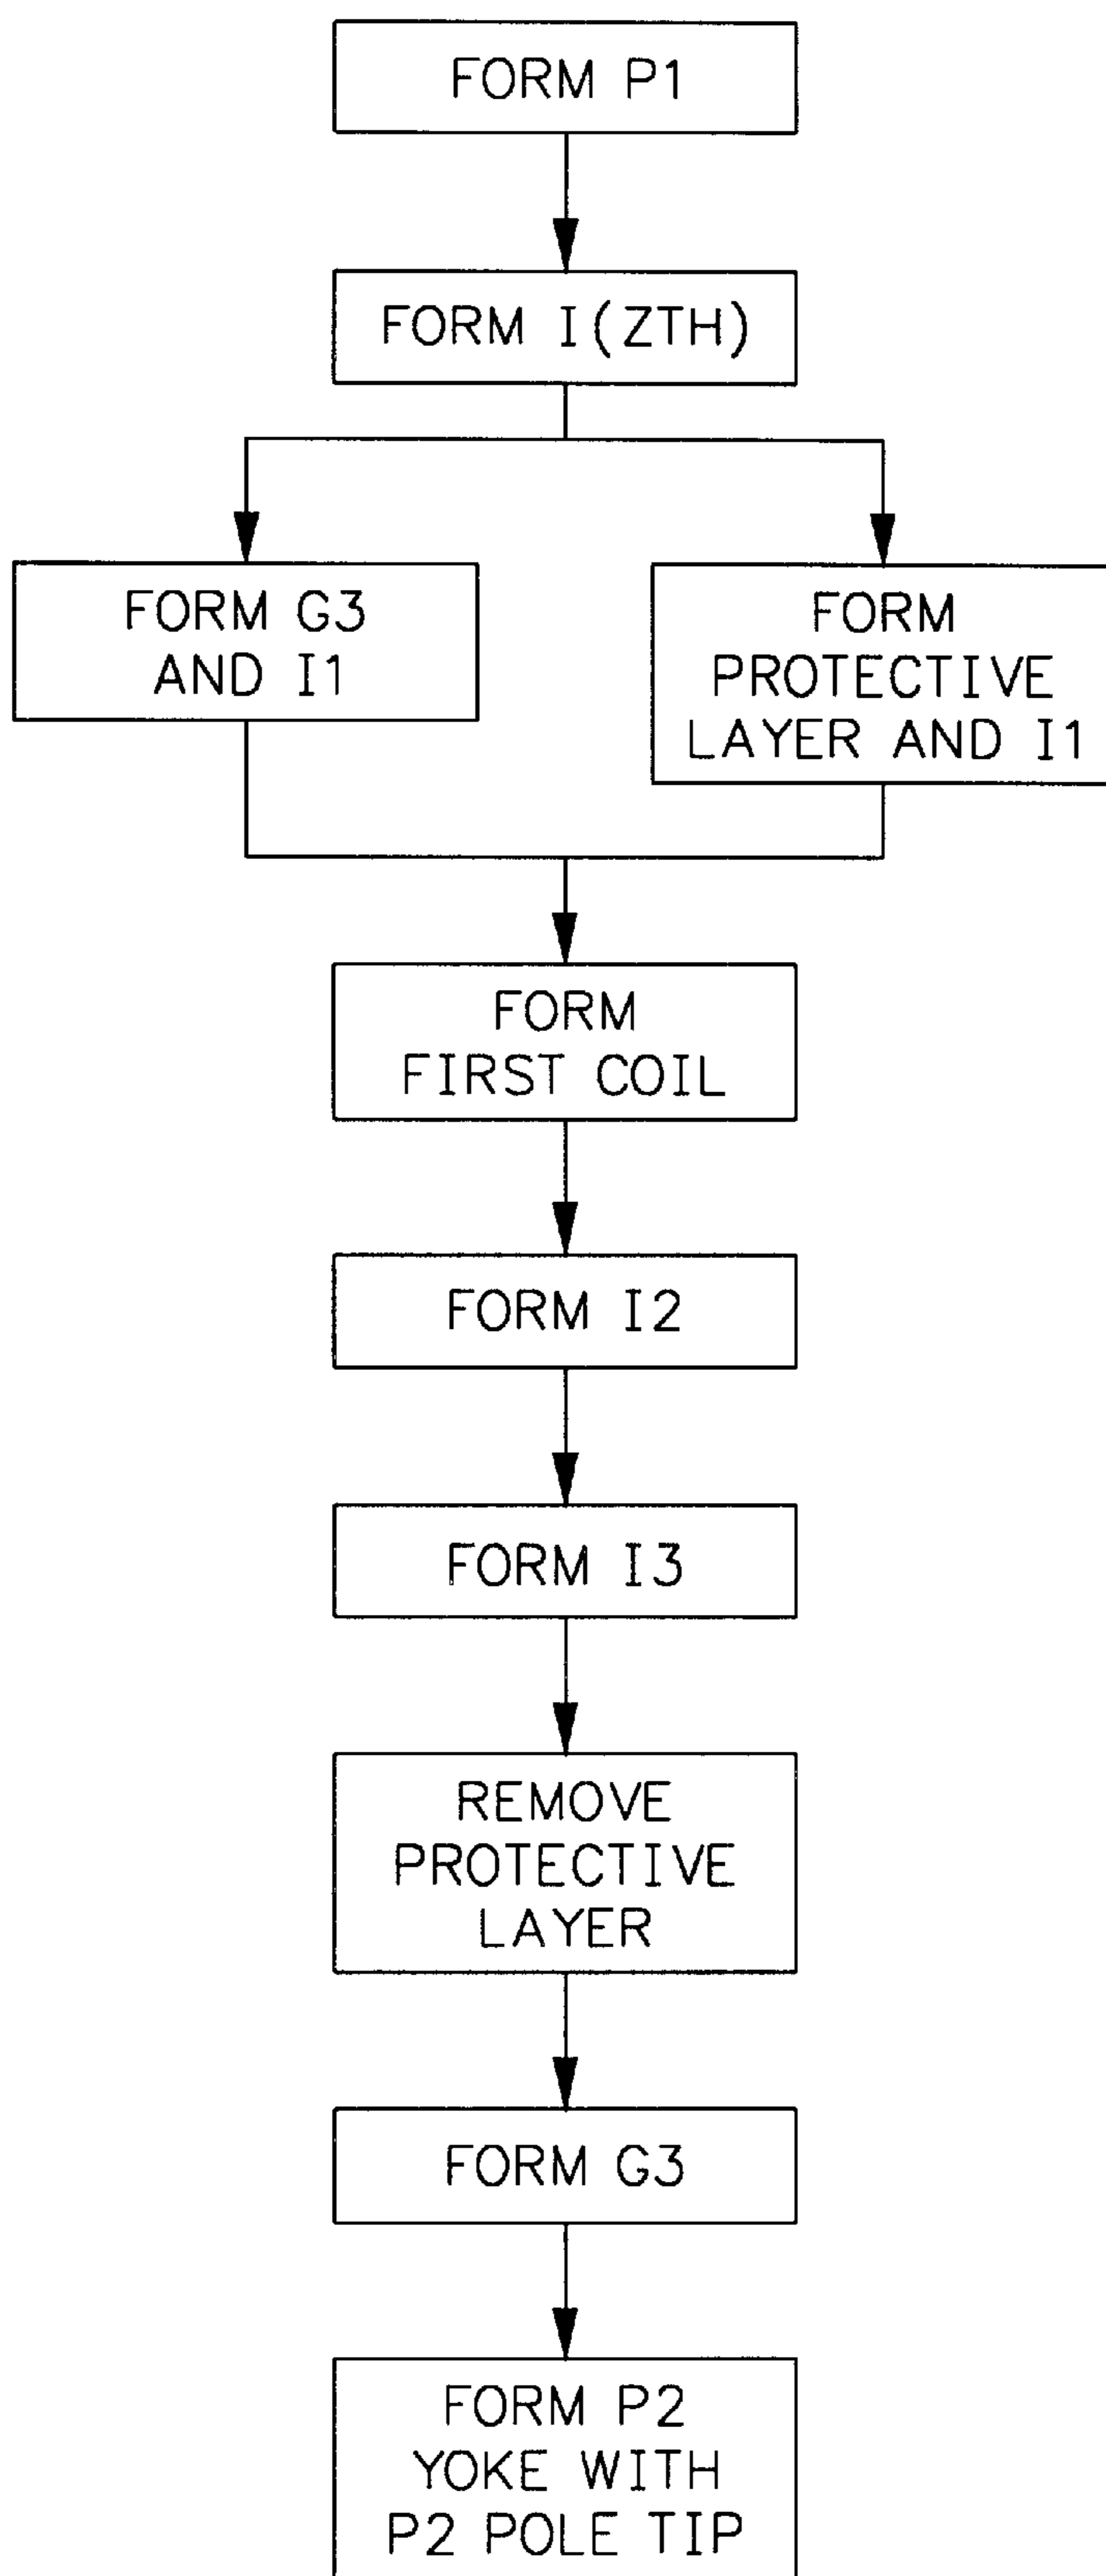 FORM P1
FORM I(ZTH)
FORM G3
AND I1
FORM
PROTECTIVE
LAYER AND I1
FORM
FIRST COIL
FORM I2
FORM I3
REMOVE
PROTECTIVE
LAYER
FORM G3
FORM P2
YOKE WITH
P2 POLE TIP